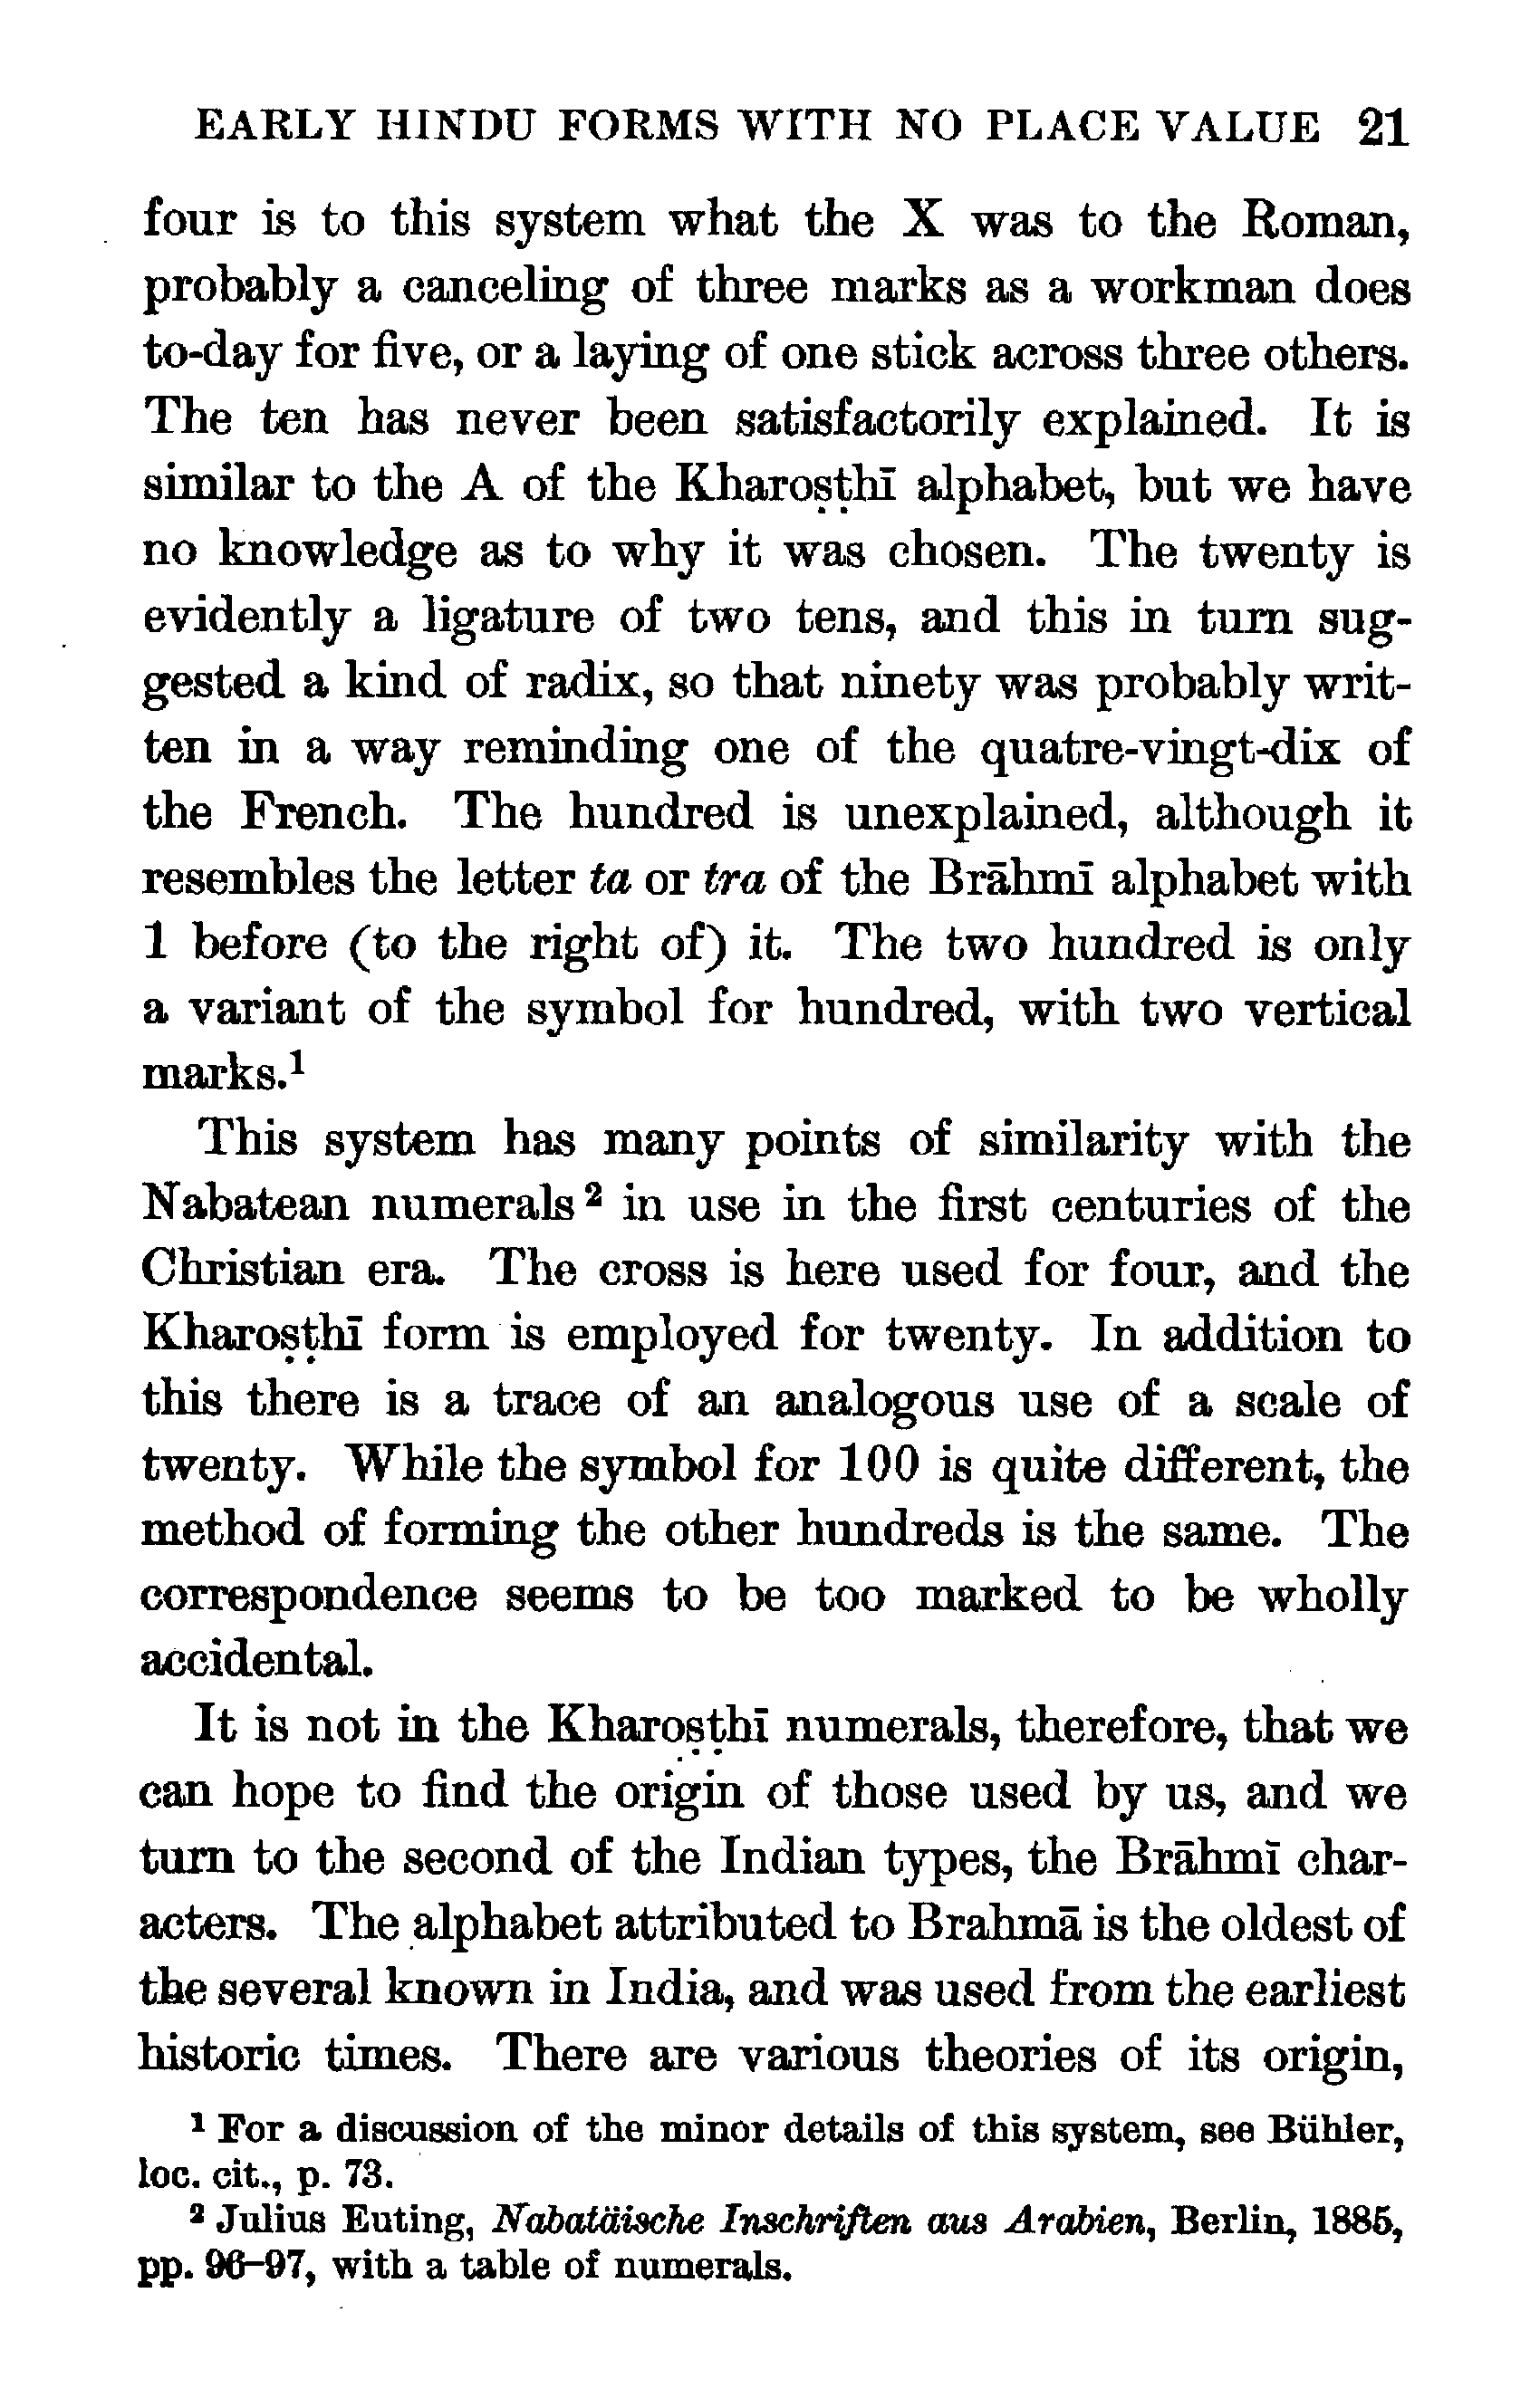 EARLY HINDU FORMS WITH NO PLACE VALUE 21
four is to this system what the X was to the Roman,
probably a canceling of three marks as a workman does
to-day for five, or a laying of one stick across three others.
The ten has never been satisfactorily explained. It is
similar to the A of the Kharoṣṭhī alphabet, but we have
no knowledge as to why it was chosen. The twenty is
evidently a ligature of two tens, and this in turn sug-
gested a kind of radix, so that ninety was probably writ-
ten in a way reminding one of the quatre-vingt-dix of
the French. The hundred is unexplained, although it
resembles the letter ta or tra of the Brāhmī alphabet with
1 before (to the right of) it. The two hundred is only
a variant of the symbol for hundred, with two vertical
marks.¹
This system has many points of similarity with the
Nabatean numerals ² in use in the first centuries of the
Christian era. The cross is here used for four, and the
Kharoṣṭhī form is employed for twenty. In addition to
this there is a trace of an analogous use of a scale of
twenty. While the symbol for 100 is quite different, the
method of forming the other hundreds is the same. The
correspondence seems to be too marked to be wholly
accidental.
It is not in the Kharoṣṭhī numerals, therefore, that we
can hope to find the origin of those used by us, and we
turn to the second of the Indian types, the Brāhmī char-
acters. The alphabet attributed to Brahmā is the oldest of
the several known in India, and was used from the earliest
historic times. There are various theories of its origin,
¹ For a discussion of the minor details of this system, see Bühler,
loc. cit., p. 73.
² Julius Euting, Nabatäische Inschriften aus Arabien, Berlin, 1885,
pp. 96–97, with a table of numerals.